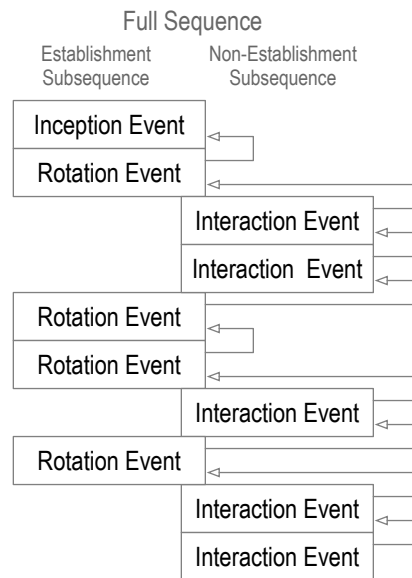 Full Sequence
Establishment Subsequence
Non-Establishment Subsequence
Inception Event
Rotation Event
Interaction Event
Interaction Event
Rotation Event
Rotation Event
Interaction Event
Rotation Event
Interaction Event
Interaction Event